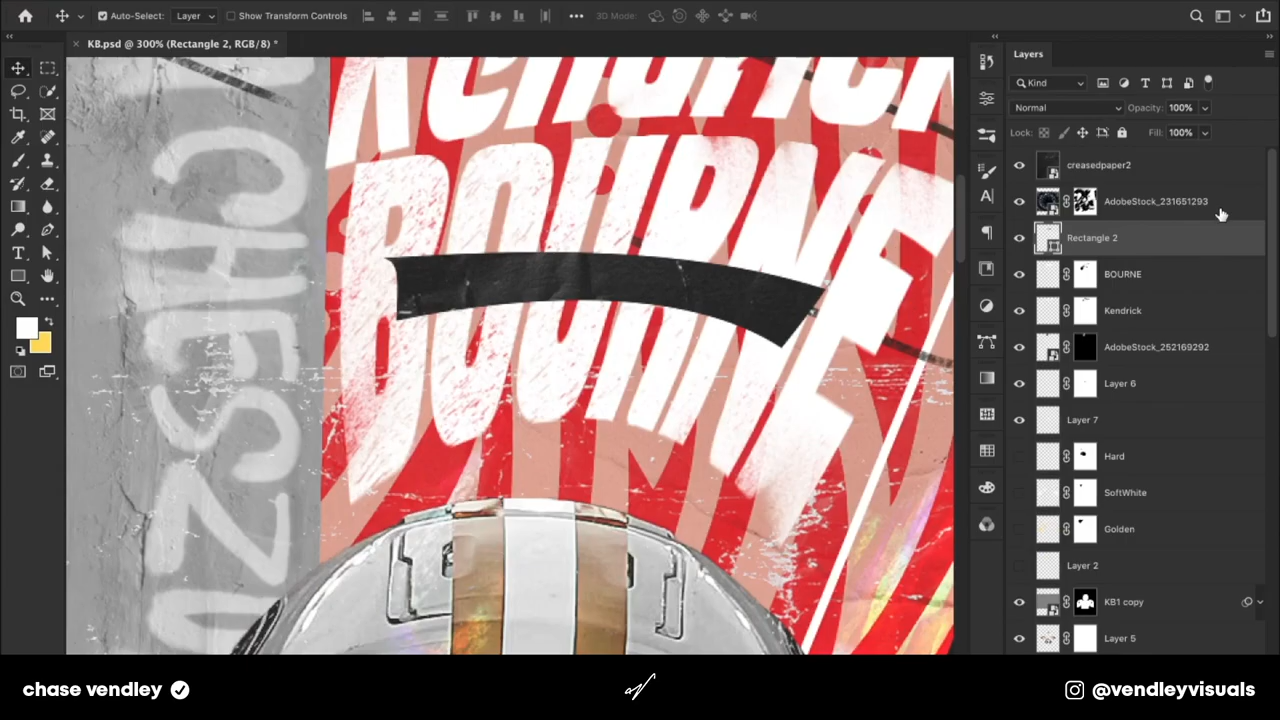 Auto-Select: Layer Show Transform Controls 3D Mode:
KB.psd @ 300% (Rectangle 2, RGB/8) *
Layers
Kind
Normal Opacity: 100%
Lock: Fill: 100%
creasedpaper2
AdobeStock_231651293
Rectangle 2
BOURNE
Kendrick
AdobeStock_252169292
Layer 6
Layer 7
Hard
SoftWhite
Golden
Layer 2
KB1 copy
Layer 5
Kendrick
BOURNE
chase vendley
@vendleyvisuals